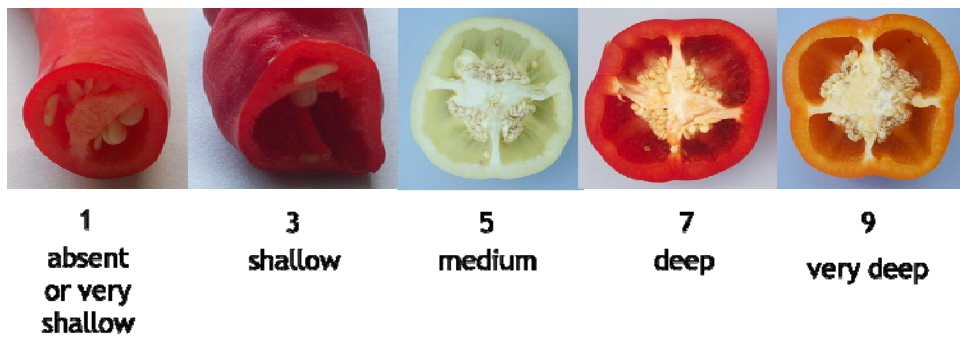 1
absent
or very
shallow
3
shallow
5
medium
7
deep
9
very deep